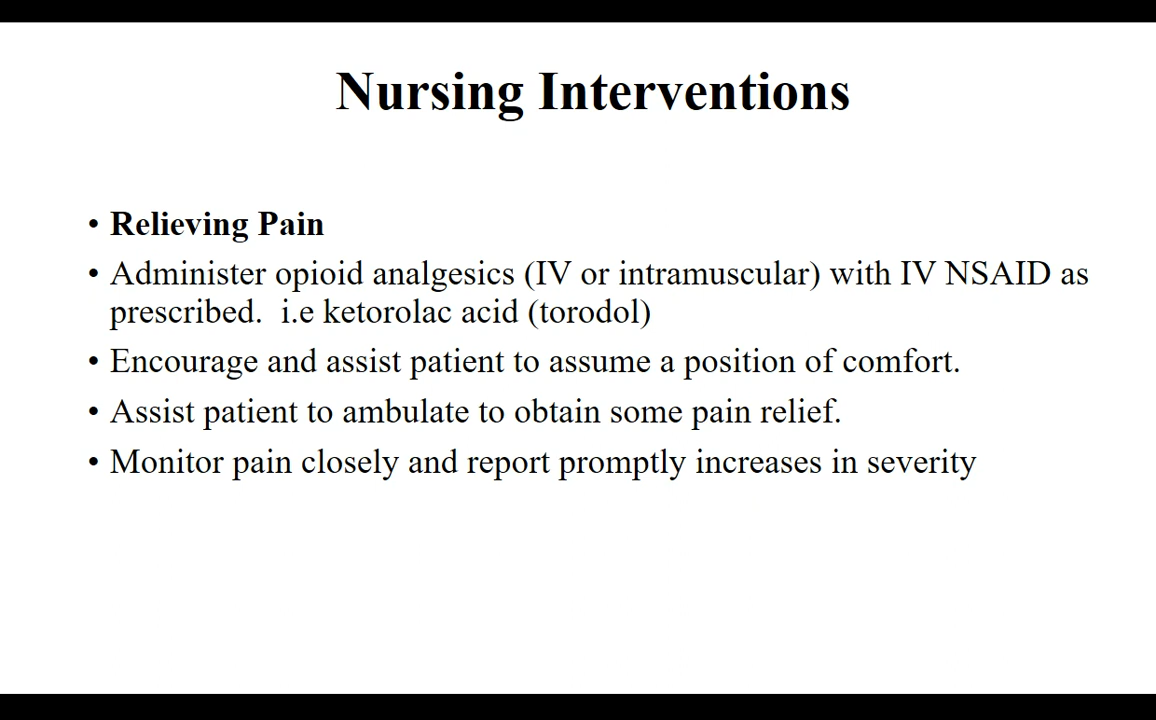 Nursing Interventions
• Relieving Pain
• Administer opioid analgesics (IV or intramuscular) with IV NSAID as
prescribed.  i.e ketorolac acid (torodol)
• Encourage and assist patient to assume a position of comfort.
• Assist patient to ambulate to obtain some pain relief.
• Monitor pain closely and report promptly increases in severity